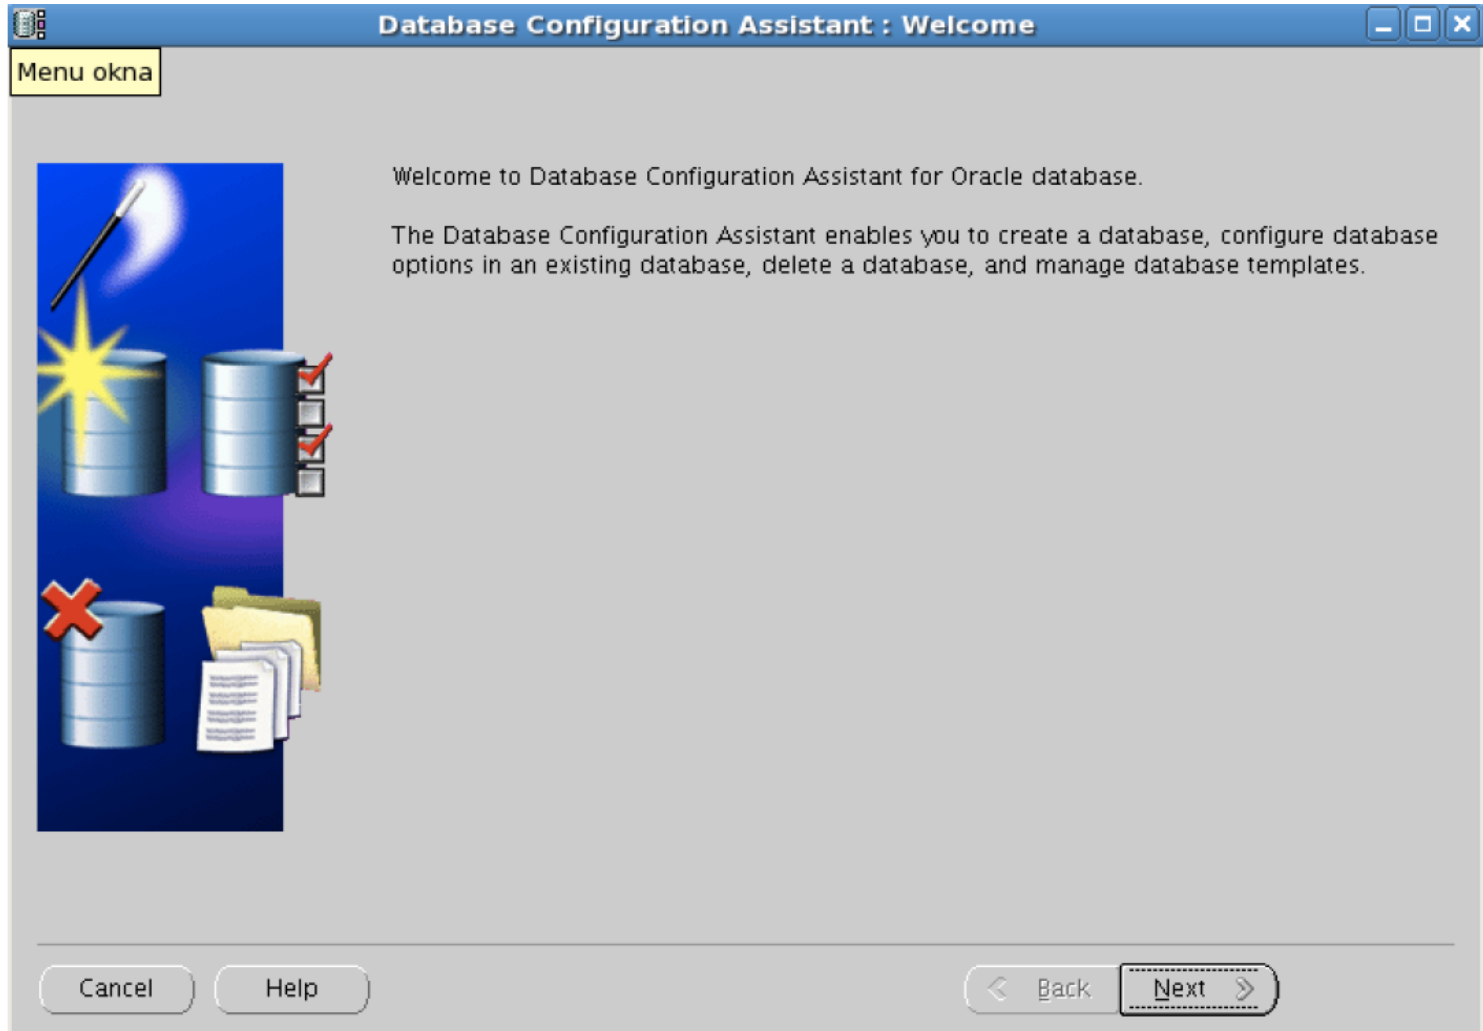 Database Configuration Assistant : Welcome
Menu okna
Welcome to Database Configuration Assistant for Oracle database.
The Database Configuration Assistant enables you to create a database, configure database
options in an existing database, delete a database, and manage database templates.
Cancel
Help
Back
Next